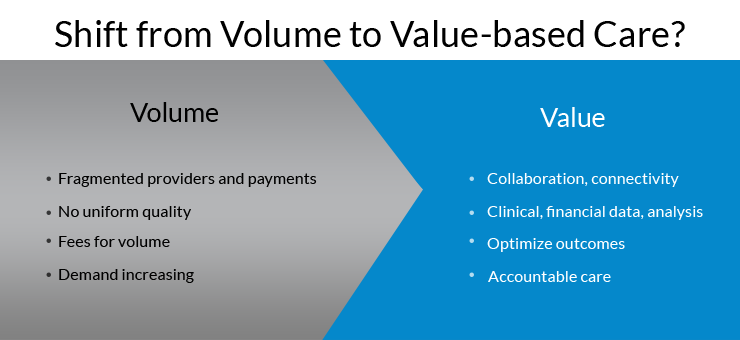 Shift from Volume to Value-based Care?
Volume
• Fragmented providers and payments
• No uniform quality
• Fees for volume
• Demand increasing
Value
• Collaboration, connectivity
• Clinical, financial data, analysis
• Optimize outcomes
• Accountable care